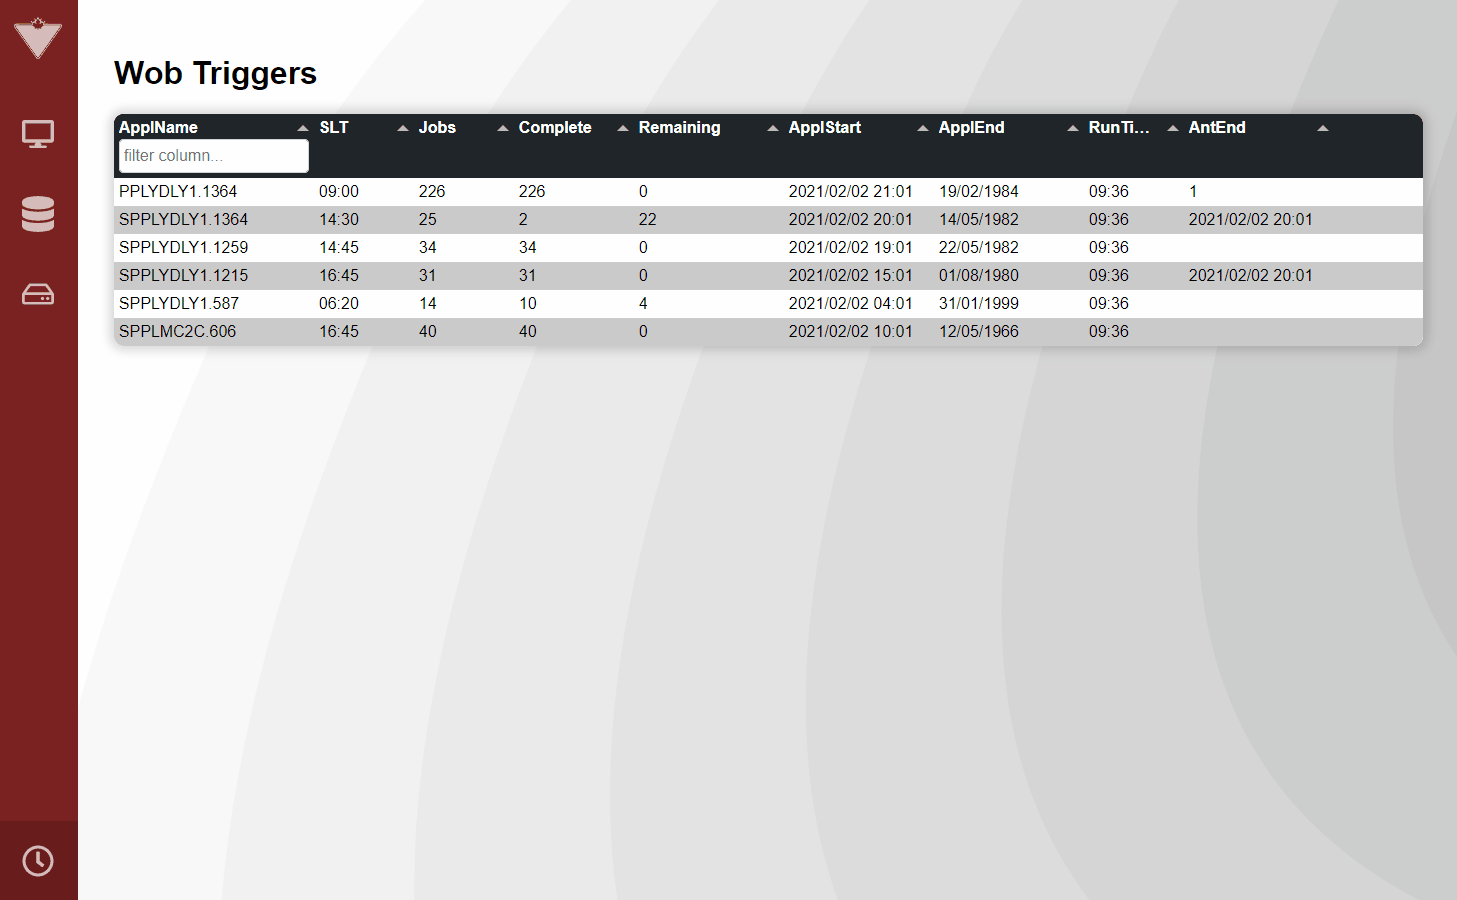 Wob Triggers
ApplName SLT Jobs Complete Remaining ApplStart ApplEnd RunTi... AntEnd
filter column...
PPLYDLY1.1364 09:00 226 226 0 2021/02/02 21:01 19/02/1984 09:36 1
SPPLYDLY1.1364 14:30 25 2 22 2021/02/02 20:01 14/05/1982 09:36 2021/02/02 20:01
SPPLYDLY1.1259 14:45 34 34 0 2021/02/02 19:01 22/05/1982 09:36
SPPLYDLY1.1215 16:45 31 31 0 2021/02/02 15:01 01/08/1980 09:36 2021/02/02 20:01
SPPLYDLY1.587 06:20 14 10 4 2021/02/02 04:01 31/01/1999 09:36
SPPLMC2C.606 16:45 40 40 0 2021/02/02 10:01 12/05/1966 09:36